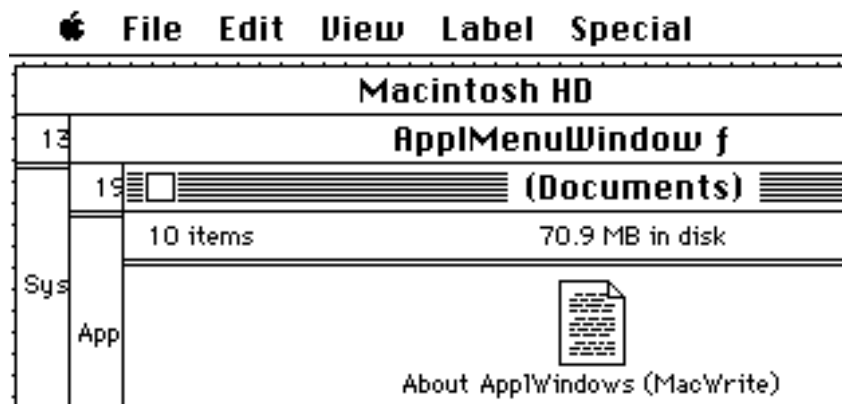 File Edit View Label Special
Macintosh HD
13
ApplMenuWindow ƒ
19
(Documents)
10 items 70.9 MB in disk
Sys
App
About ApplWindows (MacWrite)